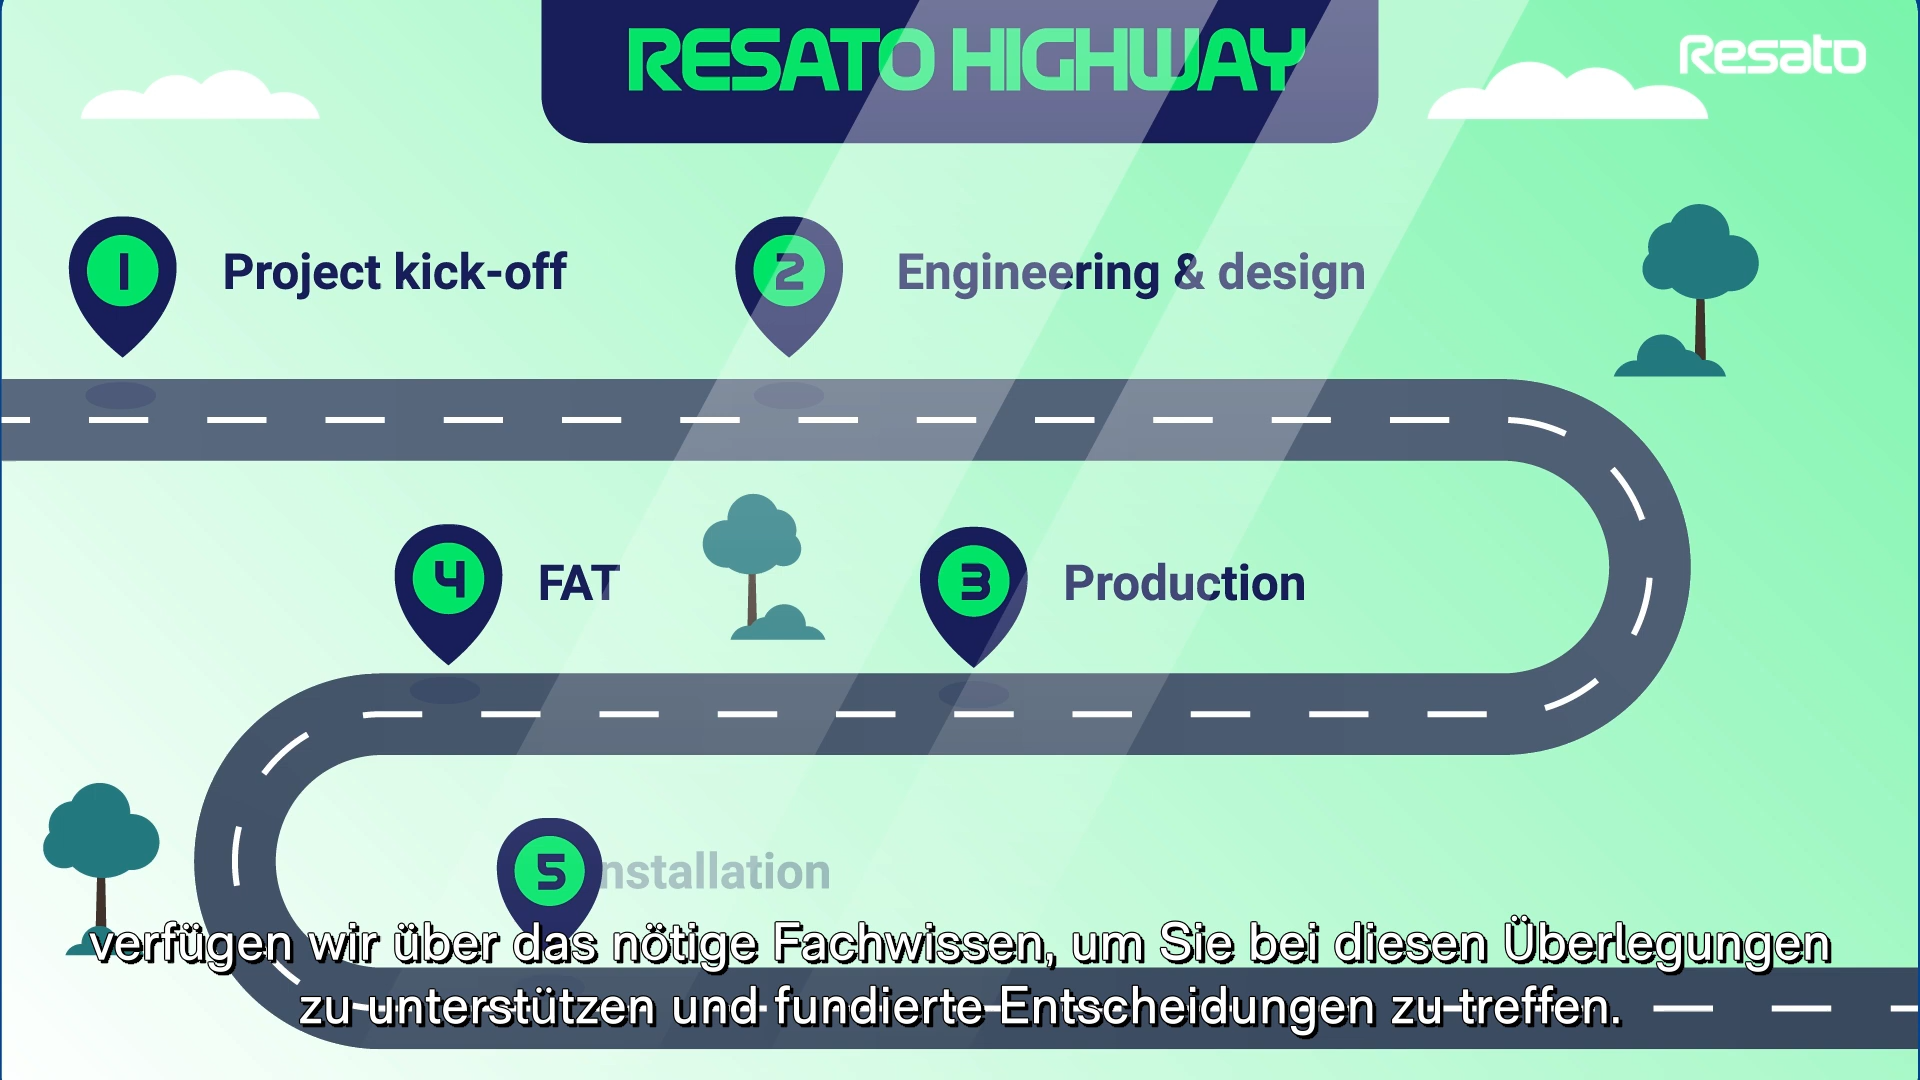 RESATO HIGHWAY
Resato
1 Project kick-off
2 Engineering & design
4 FAT
3 Production
5 nstallation
verfügen wir über das nötige Fachwissen, um Sie bei diesen Überlegungen
zu unterstützen und fundierte Entscheidungen zu treffen.